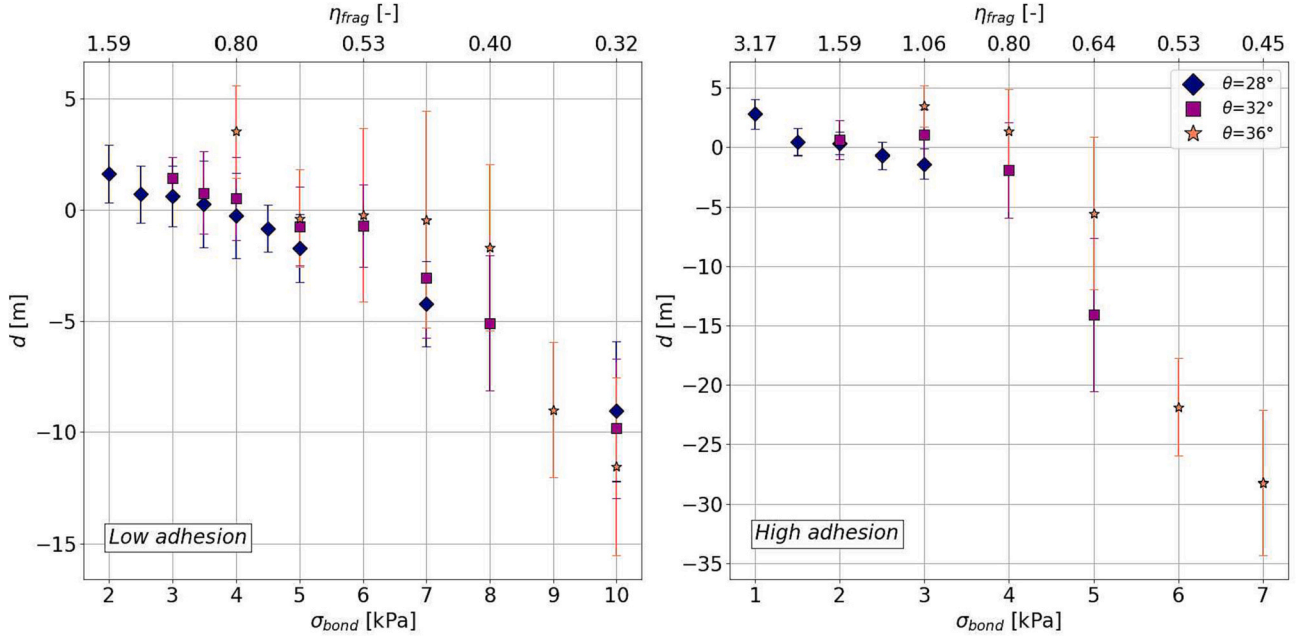 η_frag [-]
1.59 0.80 0.53 0.40 0.32
5
0
−5
−10
−15
d [m]
Low adhesion
2 3 4 5 6 7 8 9 10
σ_bond [kPa]
η_frag [-]
3.17 1.59 1.06 0.80 0.64 0.53 0.45
θ=28°
θ=32°
θ=36°
5
0
−5
−10
−15
−20
−25
−30
−35
d [m]
High adhesion
1 2 3 4 5 6 7
σ_bond [kPa]